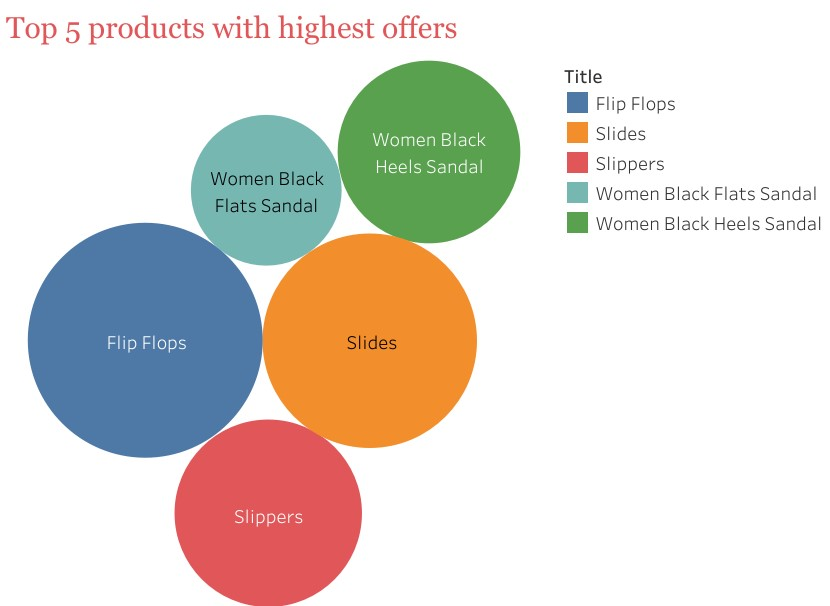 Top 5 products with highest offers
Title
Flip Flops
Slides
Slippers
Women Black Flats Sandal
Women Black Heels Sandal
Women Black
Heels Sandal
Women Black
Flats Sandal
Flip Flops
Slides
Slippers